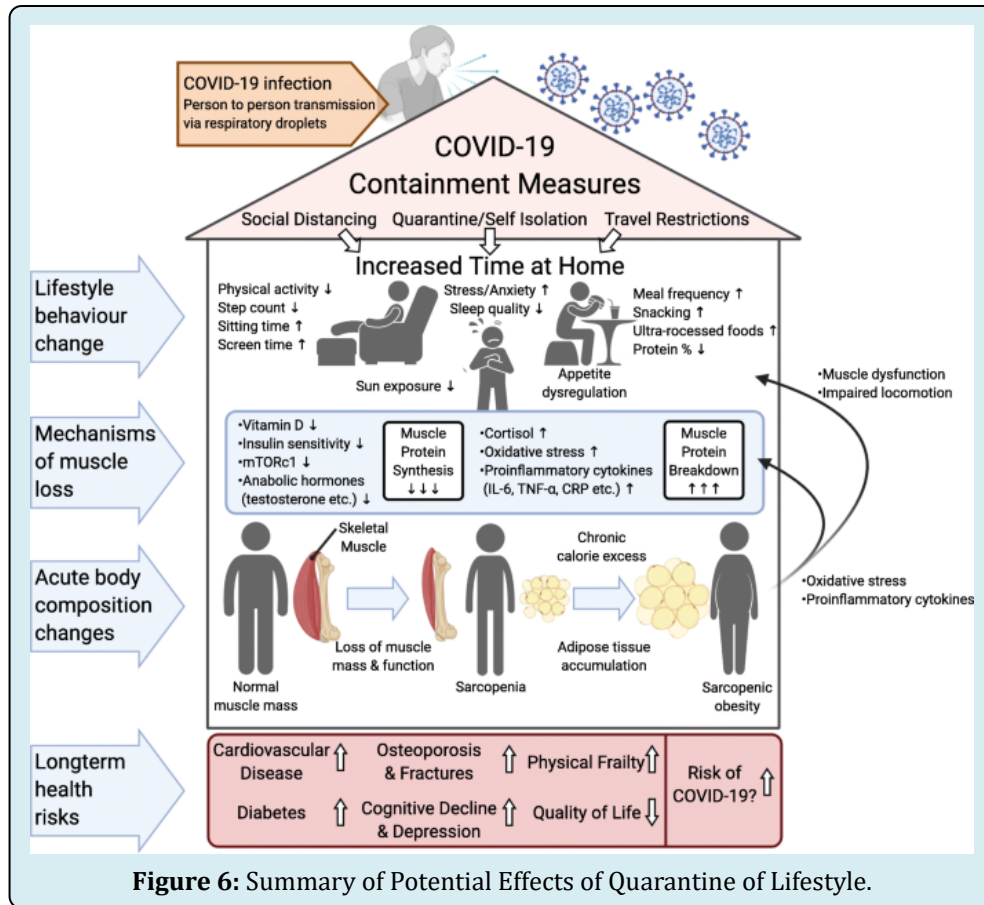 COVID-19 infection
Person to person transmission
via respiratory droplets
COVID-19
Containment Measures
Social Distancing Quarantine/Self Isolation Travel Restrictions
Increased Time at Home
Lifestyle
behaviour
change
Physical activity ↓
Step count ↓
Sitting time ↑
Screen time ↑
Stress/Anxiety ↑
Sleep quality ↓
Meal frequency ↑
Snacking ↑
Ultra-rocessed foods ↑
Protein % ↓
Sun exposure ↓
Appetite
dysregulation
•Muscle dysfunction
•Impaired locomotion
Mechanisms
of muscle
loss
•Vitamin D ↓
•Insulin sensitivity ↓
•mTORc1 ↓
•Anabolic hormones
(testosterone etc.) ↓
Muscle
Protein
Synthesis
↓↓↓
•Cortisol ↑
•Oxidative stress ↑
•Proinflammatory cytokines
(IL-6, TNF-α, CRP etc.) ↑
Muscle
Protein
Breakdown
↑↑↑
Acute body
composition
changes
Skeletal
Muscle
Chronic
calorie excess
•Oxidative stress
•Proinflammatory cytokines
Loss of muscle
mass & function
Adipose tissue
accumulation
Normal
muscle mass
Sarcopenia
Sarcopenic
obesity
Longterm
health
risks
Cardiovascular
Disease
Osteoporosis
& Fractures
Physical Frailty
Diabetes
Cognitive Decline
& Depression
Quality of Life
Risk of
COVID-19?
Figure 6: Summary of Potential Effects of Quarantine of Lifestyle.